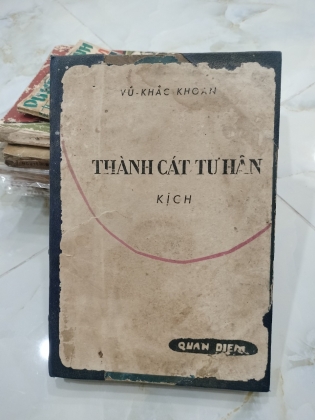 VŨ-KHẮC KHOAN
THÀNH CÁT TƯ HÃN
KỊCH
QUAN ĐIỂM